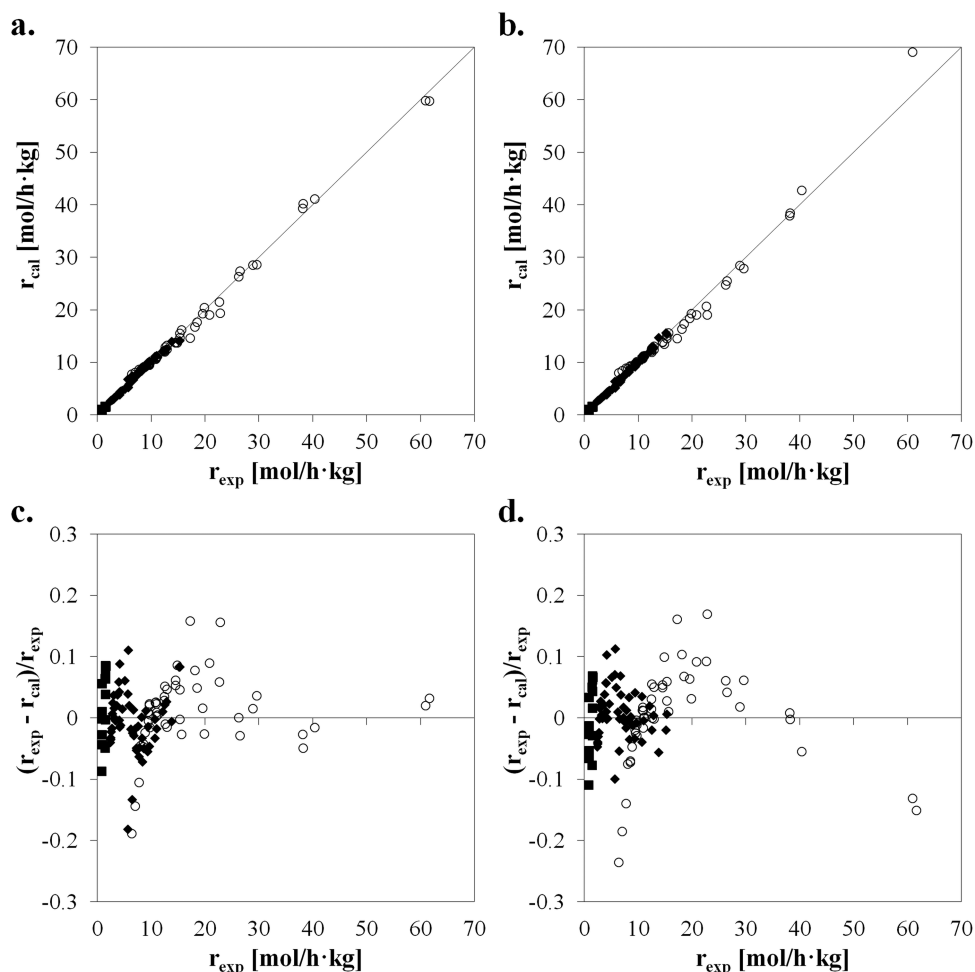 a.
70
60
50
40
30
20
10
0
r_cal [mol/h·kg]
0 10 20 30 40 50 60 70
r_exp [mol/h·kg]
b.
70
60
50
40
30
20
10
0
r_cal [mol/h·kg]
0 10 20 30 40 50 60 70
r_exp [mol/h·kg]
c.
0.3
0.2
0.1
0
-0.1
-0.2
-0.3
(r_exp - r_cal)/r_exp
0 10 20 30 40 50 60 70
r_exp [mol/h·kg]
d.
0.3
0.2
0.1
0
-0.1
-0.2
-0.3
(r_exp - r_cal)/r_exp
0 10 20 30 40 50 60 70
r_exp [mol/h·kg]